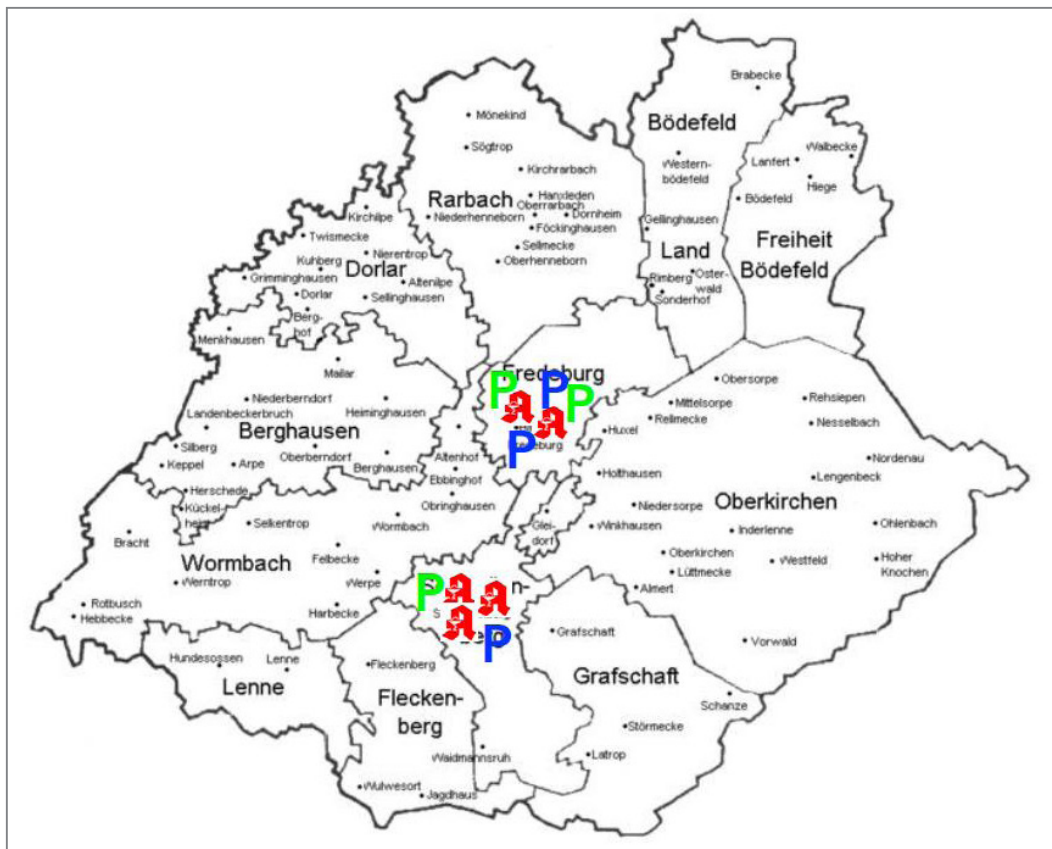 Brabecke
Bödefeld
Mönekind
Sögtrop
Western-
bödefeld
Lanfert
Walbecke
Hiege
Kirchrarbach
Rarbach
Hanxleden
Oberrarbach
Dornheim
Niederhenneborn
Föckinghausen
Sellmecke
Oberhenneborn
Bödefeld
Gellinghausen
Freiheit
Bödefeld
Land
Rimberg
Oster-
wald
Sonderhof
Kirchilpe
Twismecke
Nierentrop
Kuhberg
Dorlar
Grimminghausen
Altenilpe
Dorlar
Sellinghausen
Berg-
hof
Menkhausen
Mailar
Fredeburg
P
P
P
A
A
P
Fredeburg
Obersorpe
Mittelsorpe
Rellmecke
Rehsiepen
Nesselbach
Huxel
Niederberndorf
Landenbeckerbruch
Heiminghausen
Berghausen
Silberg
Keppel
Arpe
Oberberndorf
Berghausen
Altenhof
Ebbinghof
Holthausen
Nordenau
Lengenbeck
Herschede
Obringhausen
Niedersorpe
Oberkirchen
Selkentrop
Wormbach
Glei-
dorf
Winkhausen
Inderlenne
Ohlenbach
Bracht
Wormbach
Felbecke
Oberkirchen
Westfeld
Hoher
Knochen
Werntrop
Werpe
Lüttmecke
Almert
P
A
A
A
berg
P
Rotbusch
Hebbecke
Harbecke
Grafschaft
Vorwald
Hundesossen
Lenne
Fleckenberg
Lenne
Flecken-
berg
Grafschaft
Schanze
Störmecke
Waidmannsruh
Latrop
Wulwesort
Jagdhaus